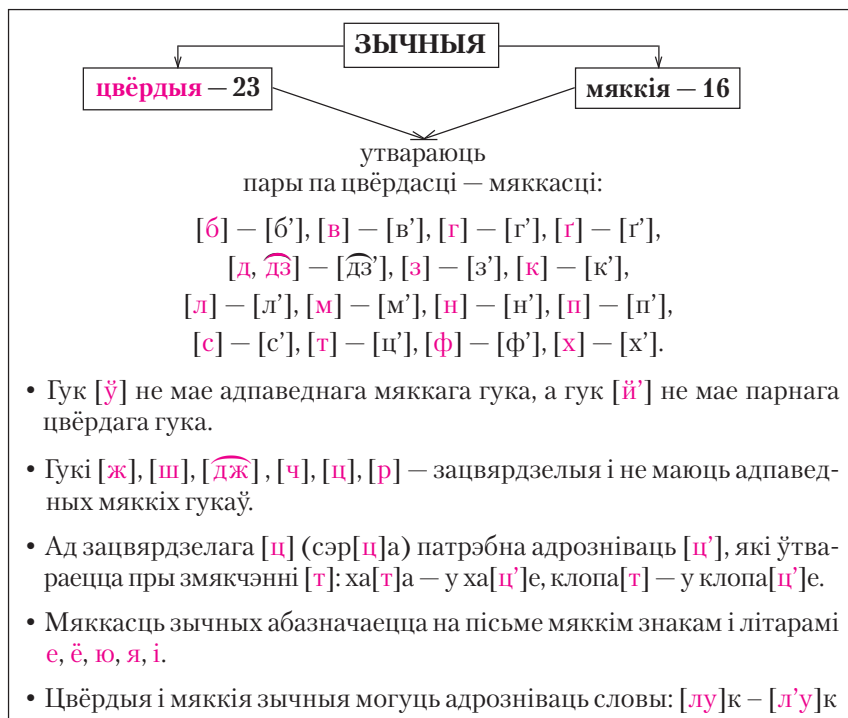 ЗЫЧНЫЯ
цвёрдыя – 23
мяккія – 16
утвараюць
пары па цвёрдасці — мяккасці:
[б] – [б’], [в] – [в’], [г] – [г’], [ґ] – [ґ’],
[д, д͡з] – [д͡з’], [з] – [з’], [к] – [к’],
[л] – [л’], [м] – [м’], [н] – [н’], [п] – [п’],
[с] – [с’], [т] – [ц’], [ф] – [ф’], [х] – [х’].
• Гук [ў] не мае адпаведнага мяккага гука, а гук [й’] не мае парнага
цвёрдага гука.
• Гукі [ж], [ш], [д͡ж] , [ч], [ц], [р] — зацвярдзелыя і не маюць адпавед-
ных мяккіх гукаў.
• Ад зацвярдзелага [ц] (сэр[ц]а) патрэбна адрозніваць [ц’], які ўтва-
раецца пры змякчэнні [т]: ха[т]а — у ха[ц’]е, клопа[т] — у клопа[ц’]е.
• Мяккасць зычных абазначаецца на пісьме мяккім знакам і літарамі
е, ё, ю, я, і.
• Цвёрдыя і мяккія зычныя могуць адрозніваць словы: [лу]к – [л’у]к